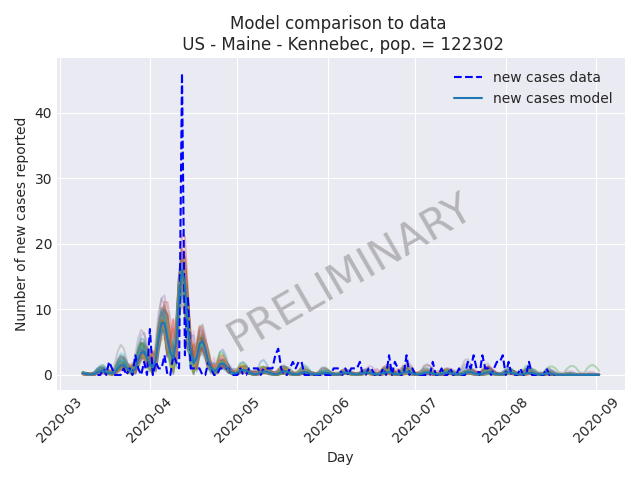 Model comparison to data
US - Maine - Kennebec, pop. = 122302
new cases data
new cases model
Number of new cases reported
40
30
20
10
0
PRELIMINARY
2020-03
2020-04
2020-05
2020-06
2020-07
2020-08
2020-09
Day